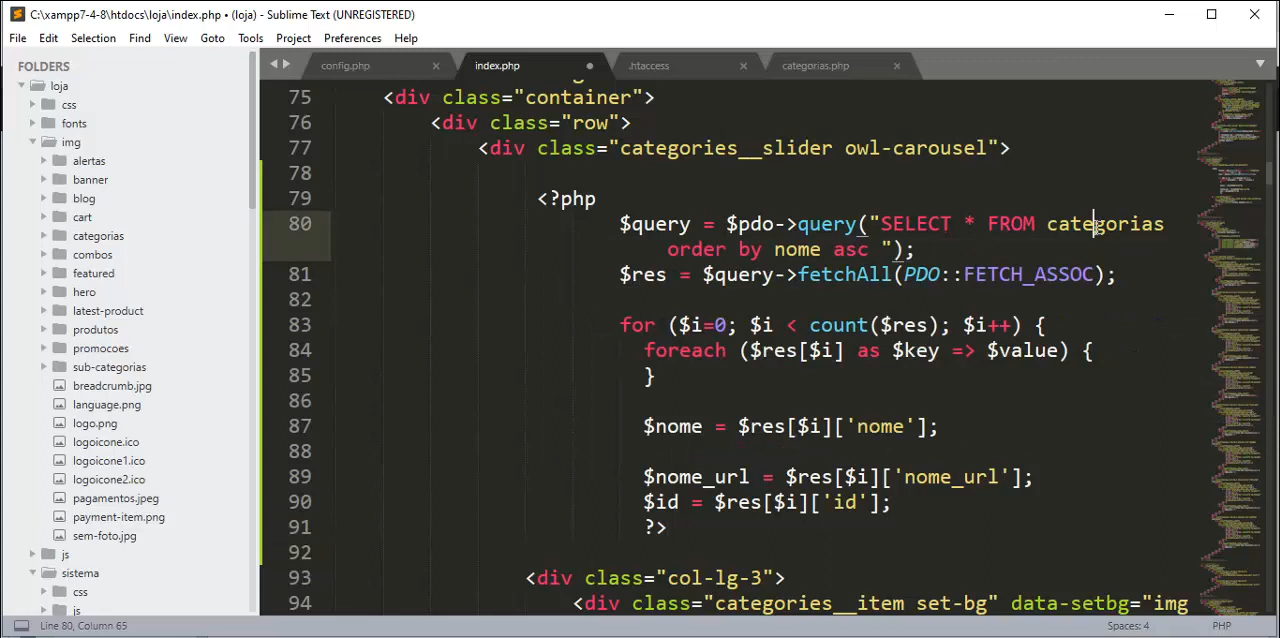 C:\xampp7-4-8\htdocs\loja\index.php • (loja) - Sublime Text (UNREGISTERED)
File Edit Selection Find View Goto Tools Project Preferences Help
FOLDERS
loja
css
fonts
img
alertas
banner
blog
cart
categorias
combos
featured
hero
latest-product
produtos
promocoes
sub-categorias
breadcrumb.jpg
language.png
logo.png
logoicone.ico
logoicone1.ico
logoicone2.ico
pagamentos.jpeg
payment-item.png
sem-foto.jpg
js
sistema
css
js
config.php index.php .htaccess categorias.php
75 <div class="container">
76 <div class="row">
77 <div class="categories__slider owl-carousel">
78
79 <?php
80 $query = $pdo->query("SELECT * FROM categorias
order by nome asc ");
81 $res = $query->fetchAll(PDO::FETCH_ASSOC);
82
83 for ($i=0; $i < count($res); $i++) {
84 foreach ($res[$i] as $key => $value) {
85 }
86
87 $nome = $res[$i]['nome'];
88
89 $nome_url = $res[$i]['nome_url'];
90 $id = $res[$i]['id'];
91 ?>
92
93 <div class="col-lg-3">
94 <div class="categories__item set-bg" data-setbg="img
Line 80, Column 65 Spaces: 4 PHP